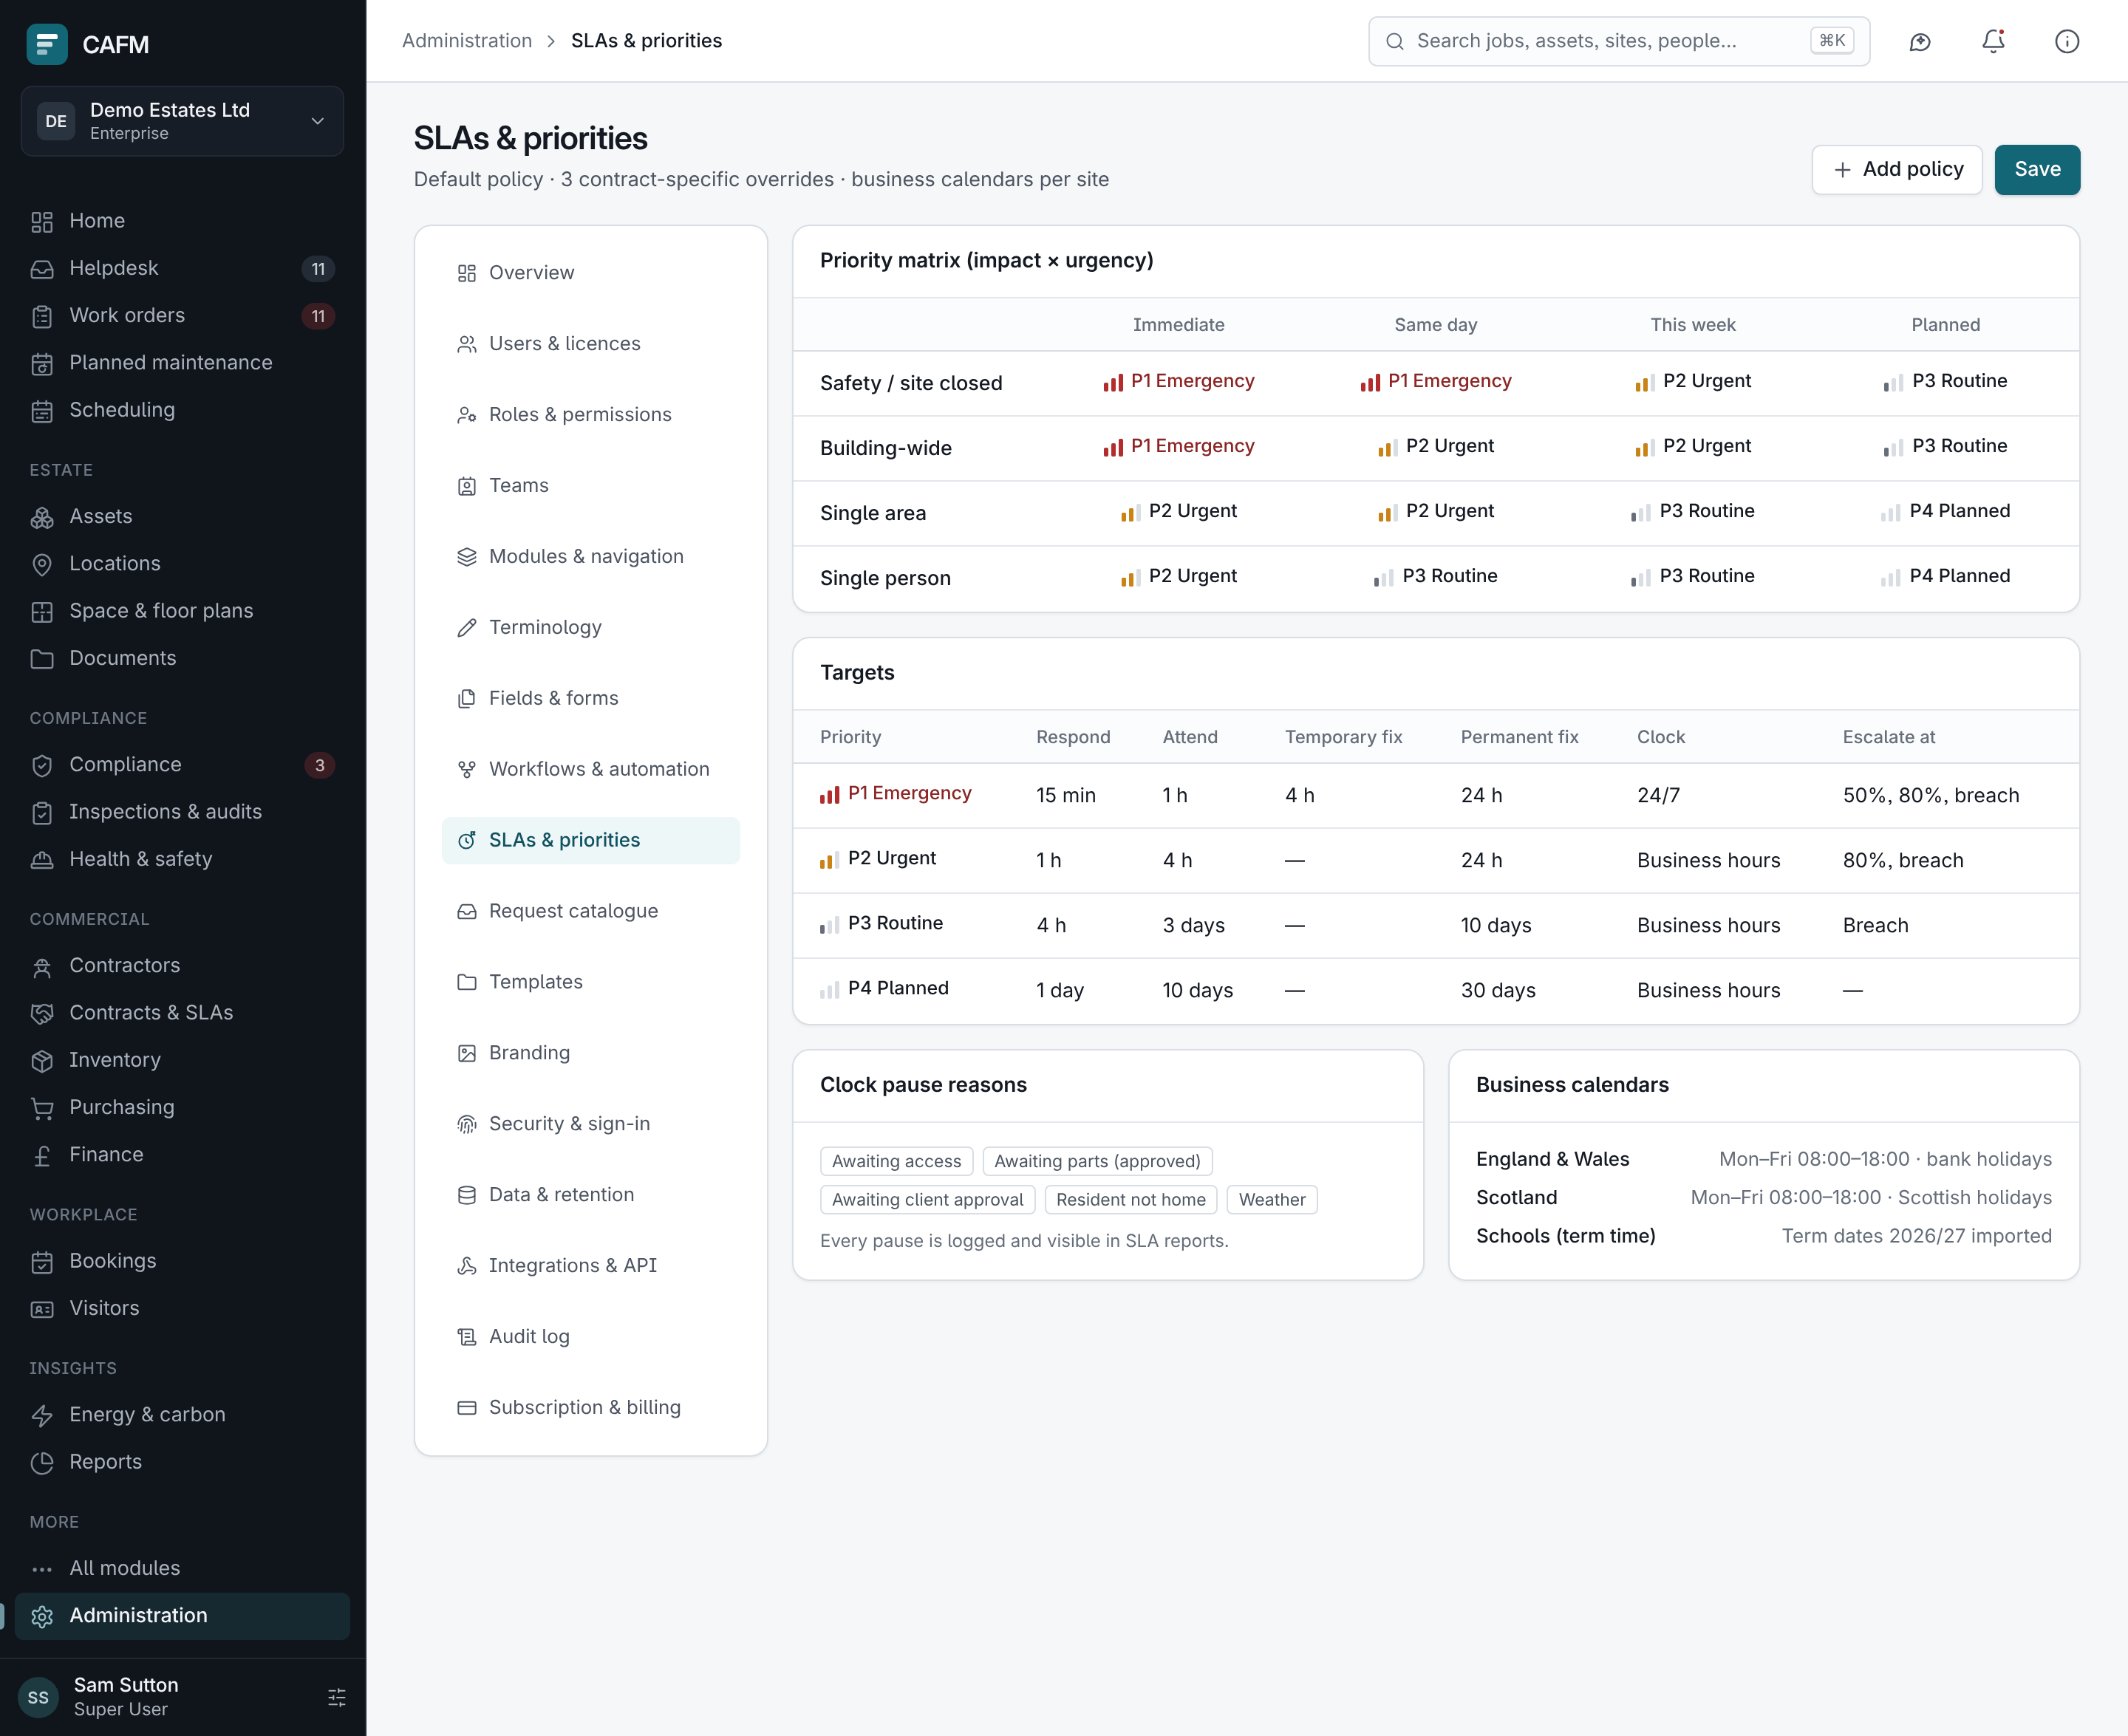 CAFM
DE
Demo Estates Ltd
Enterprise
Home
Helpdesk 11
Work orders 11
Planned maintenance
Scheduling
ESTATE
Assets
Locations
Space & floor plans
Documents
COMPLIANCE
Compliance 3
Inspections & audits
Health & safety
COMMERCIAL
Contractors
Contracts & SLAs
Inventory
Purchasing
Finance
WORKPLACE
Bookings
Visitors
INSIGHTS
Energy & carbon
Reports
MORE
All modules
Administration
SS
Sam Sutton
Super User
Administration SLAs & priorities
Search jobs, assets, sites, people... ⌘K
SLAs & priorities
Default policy · 3 contract-specific overrides · business calendars per site
Add policy
Save
Overview
Users & licences
Roles & permissions
Teams
Modules & navigation
Terminology
Fields & forms
Workflows & automation
SLAs & priorities
Request catalogue
Templates
Branding
Security & sign-in
Data & retention
Integrations & API
Audit log
Subscription & billing
Priority matrix (impact × urgency)
Immediate Same day This week Planned
Safety / site closed P1 Emergency P1 Emergency P2 Urgent P3 Routine
Building-wide P1 Emergency P2 Urgent P2 Urgent P3 Routine
Single area P2 Urgent P2 Urgent P3 Routine P4 Planned
Single person P2 Urgent P3 Routine P3 Routine P4 Planned
Targets
Priority Respond Attend Temporary fix Permanent fix Clock Escalate at
P1 Emergency 15 min 1 h 4 h 24 h 24/7 50%, 80%, breach
P2 Urgent 1 h 4 h — 24 h Business hours 80%, breach
P3 Routine 4 h 3 days — 10 days Business hours Breach
P4 Planned 1 day 10 days — 30 days Business hours —
Clock pause reasons
Awaiting access Awaiting parts (approved)
Awaiting client approval Resident not home Weather
Every pause is logged and visible in SLA reports.
Business calendars
England & Wales Mon–Fri 08:00–18:00 · bank holidays
Scotland Mon–Fri 08:00–18:00 · Scottish holidays
Schools (term time) Term dates 2026/27 imported